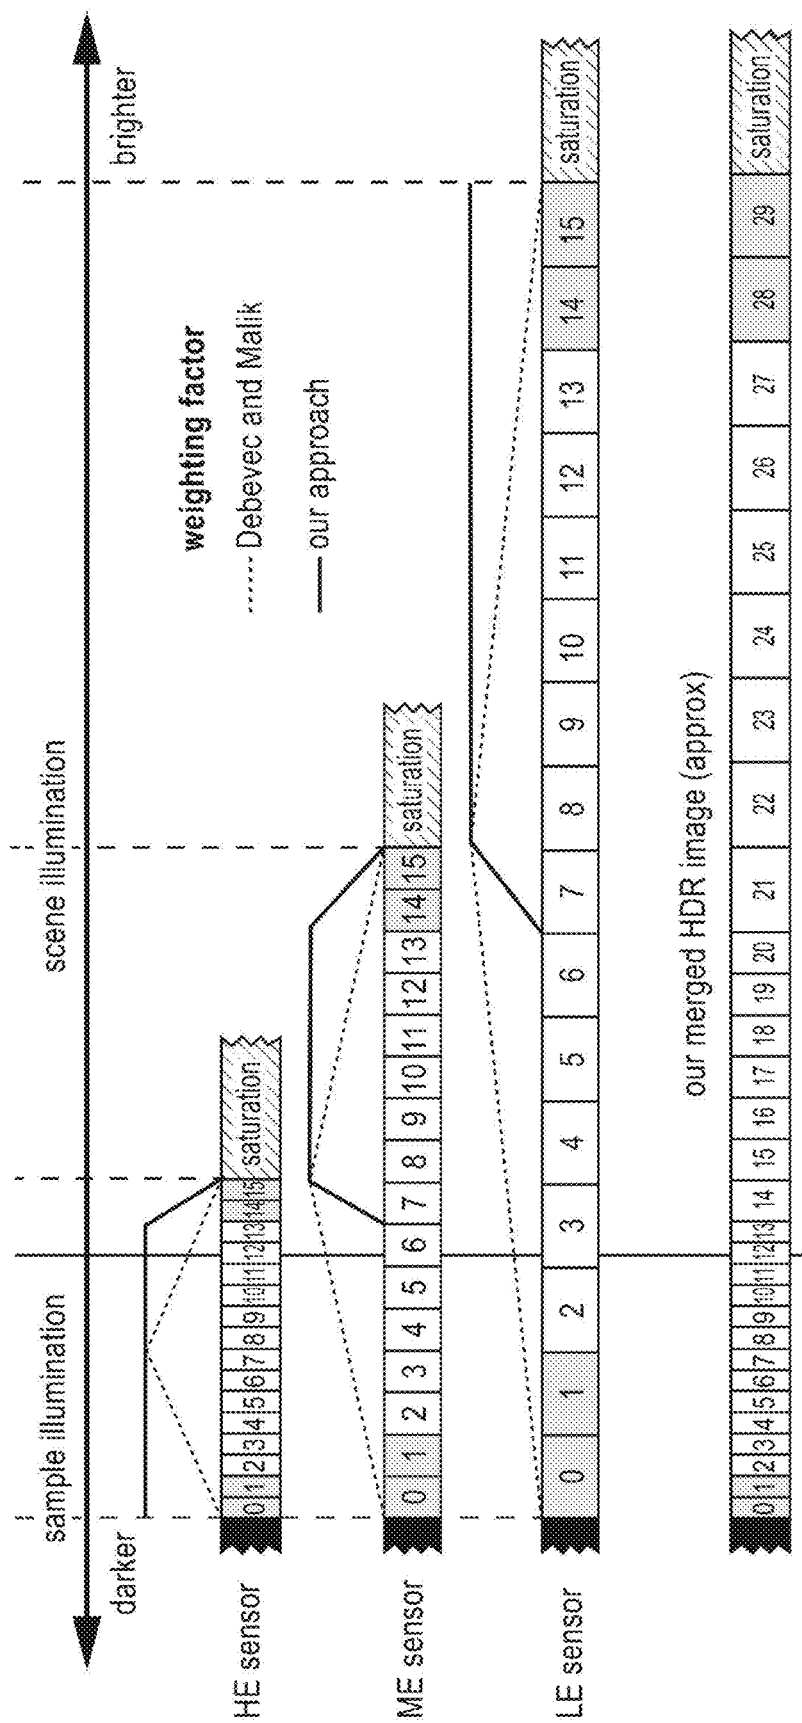 darker sample illumination scene illumination brighter
weighting factor
Debevec and Malik
our approach
HE sensor 0 1 2 3 4 5 6 7 8 9 10 11 12 13 14 15 saturation
ME sensor 0 1 2 3 4 5 6 7 8 9 10 11 12 13 14 15 saturation
LE sensor 0 1 2 3 4 5 6 7 8 9 10 11 12 13 14 15 saturation
our merged HDR image (approx)
0 1 2 3 4 5 6 7 8 9 10 11 12 13 14 15 16 17 18 19 20 21 22 23 24 25 26 27 28 29 saturation